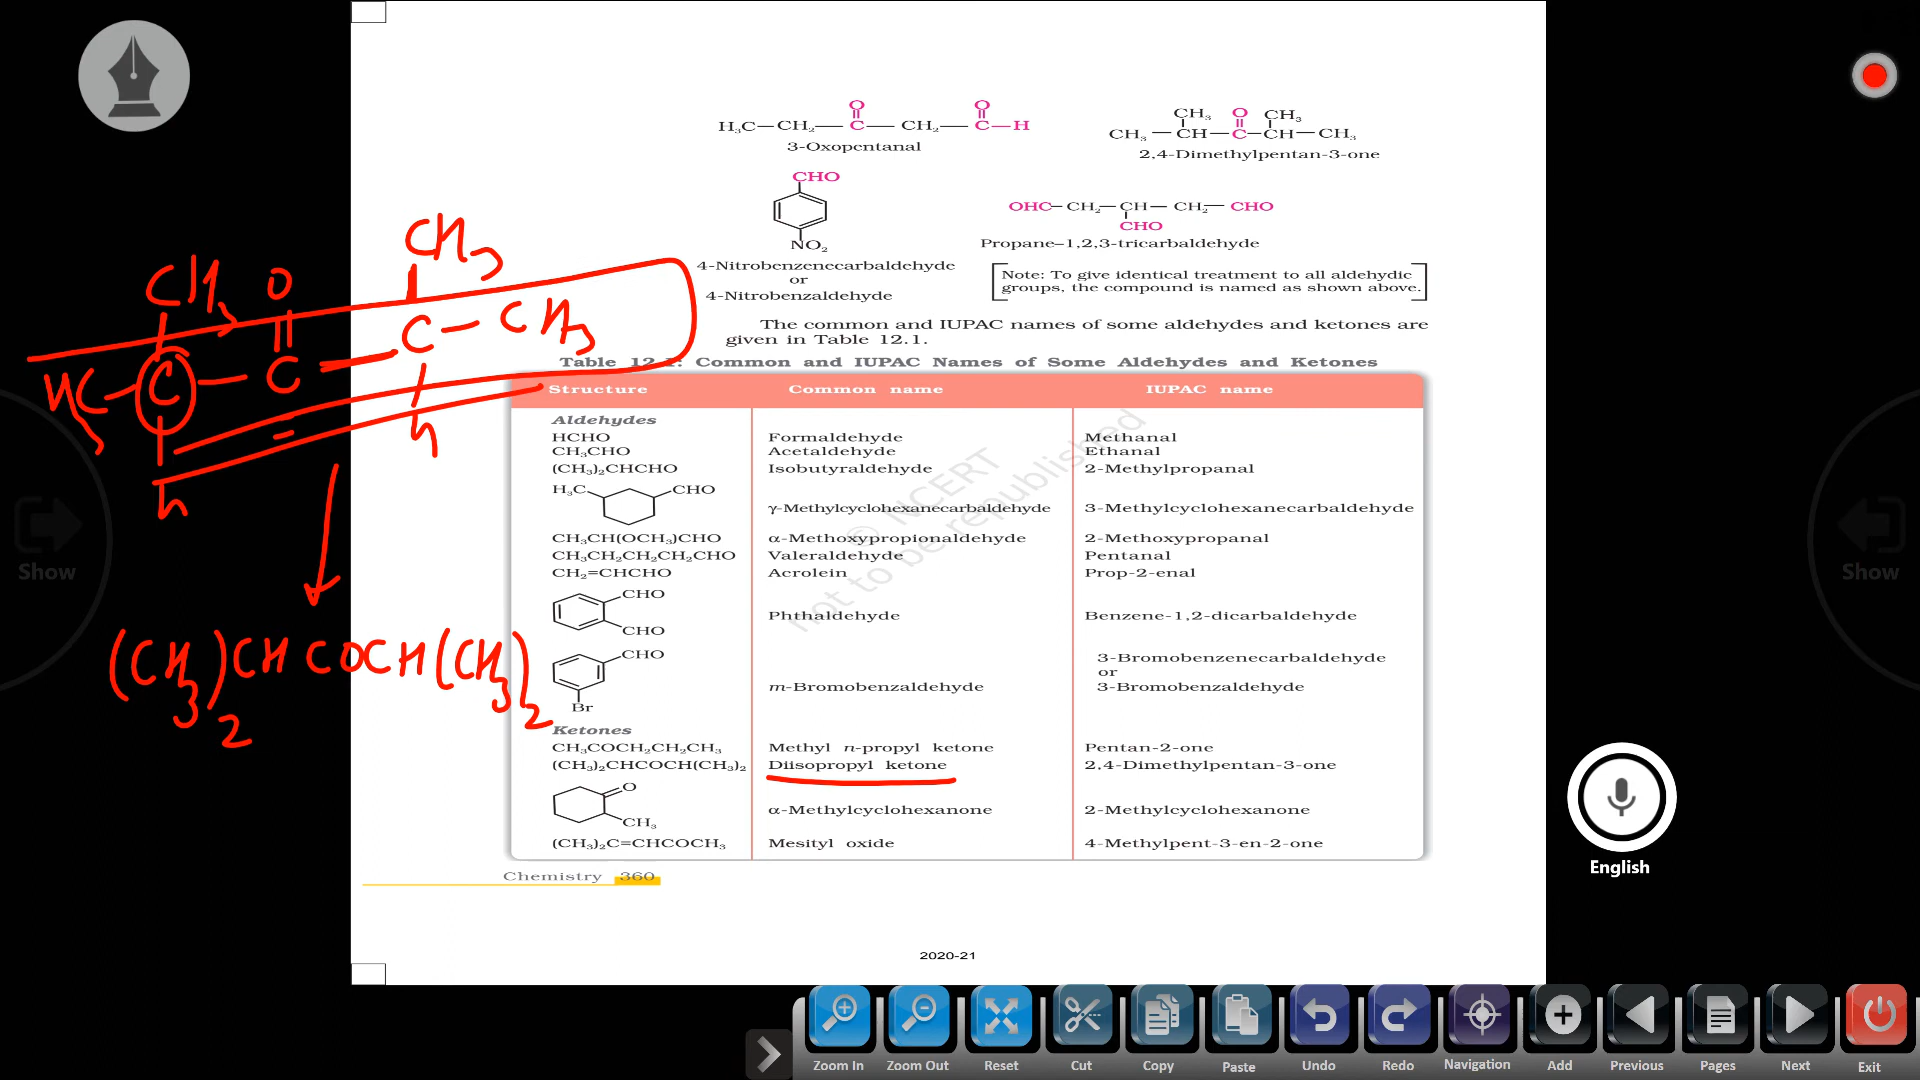 O O
H₃C—CH₂—C—CH₂—C—H
3-Oxopentanal
CH₃ O CH₃
CH₃—CH—C—CH—CH₃
2,4-Dimethylpentan-3-one
CHO
NO₂
4-Nitrobenzenecarbaldehyde
or
4-Nitrobenzaldehyde
OHC—CH₂—CH—CH₂—CHO
CHO
Propane-1,2,3-tricarbaldehyde
Note: To give identical treatment to all aldehydic
groups, the compound is named as shown above.
CH₃ O CH₃
H₃C—C—C—C—CH₃
h h
(CH₃)₂CHCOCH(CH₃)₂
The common and IUPAC names of some aldehydes and ketones are
given in Table 12.1.
Table 12.1: Common and IUPAC Names of Some Aldehydes and Ketones
Structure Common name IUPAC name
Aldehydes
HCHO Formaldehyde Methanal
CH₃CHO Acetaldehyde Ethanal
(CH₃)₂CHCHO Isobutyraldehyde 2-Methylpropanal
H₃C CHO
γ-Methylcyclohexanecarbaldehyde 3-Methylcyclohexanecarbaldehyde
CH₃CH(OCH₃)CHO α-Methoxypropionaldehyde 2-Methoxypropanal
CH₃CH₂CH₂CH₂CHO Valeraldehyde Pentanal
CH₂=CHCHO Acrolein Prop-2-enal
CHO
CHO
Phthaldehyde Benzene-1,2-dicarbaldehyde
CHO
Br
m-Bromobenzaldehyde
3-Bromobenzenecarbaldehyde
or
3-Bromobenzaldehyde
Ketones
CH₃COCH₂CH₂CH₃ Methyl n-propyl ketone Pentan-2-one
(CH₃)₂CHCOCH(CH₃)₂ Diisopropyl ketone 2,4-Dimethylpentan-3-one
O
CH₃
α-Methylcyclohexanone 2-Methylcyclohexanone
(CH₃)₂C=CHCOCH₃ Mesityl oxide 4-Methylpent-3-en-2-one
© NCERT
not to be republished
Chemistry 360
2020-21
Show
Show
English
Zoom In Zoom Out Reset Cut Copy Paste Undo Redo Navigation Add Previous Pages Next Exit